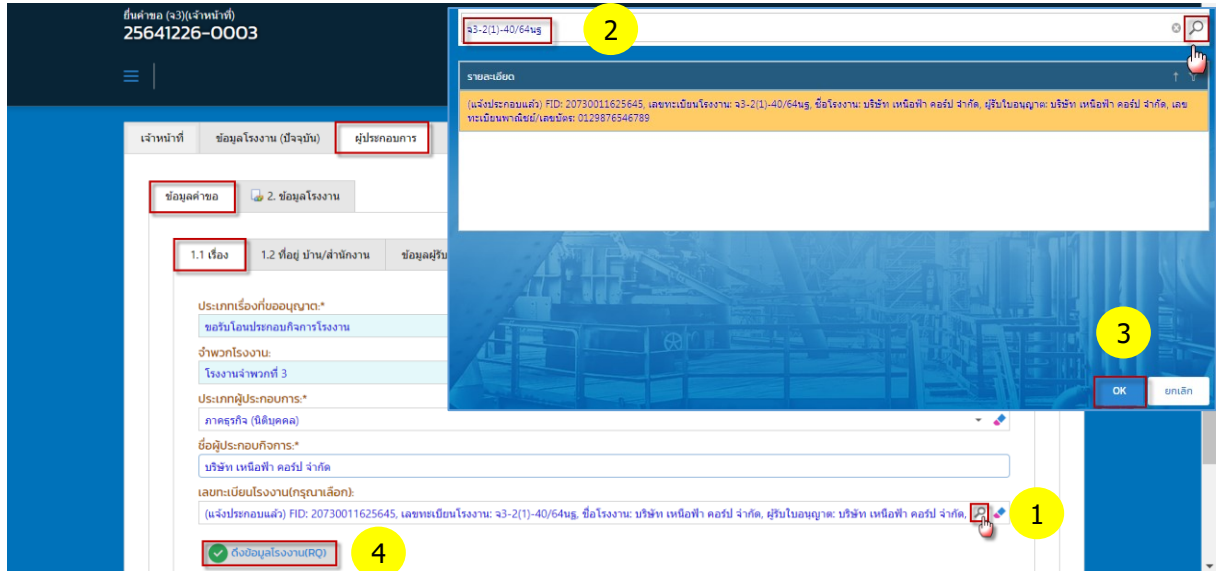 ยื่นคำขอ (จ3)(เจ้าหน้าที่)
25641226-0003
จ3-2(1)-40/64นฐ
2
รายละเอียด
(แจ้งประกอบแล้ว) FID: 20730011625645, เลขทะเบียนโรงงาน: จ3-2(1)-40/64นฐ, ชื่อโรงงาน: บริษัท เหนือฟ้า คอร์ป จำกัด, ผู้รับใบอนุญาต: บริษัท เหนือฟ้า คอร์ป จำกัด, เลข
ทะเบียนพาณิชย์/เลขบัตร: 0129876546789
3
OK
ยกเลิก
เจ้าหน้าที่
ข้อมูลโรงงาน (ปัจจุบัน)
ผู้ประกอบการ
ข้อมูลคำขอ
2. ข้อมูลโรงงาน
1.1 เรื่อง
1.2 ที่อยู่ บ้าน/สำนักงาน
ข้อมูลผู้รับ
ประเภทเรื่องที่ขออนุญาต:*
ขอรับโอนประกอบกิจการโรงงาน
จำพวกโรงงาน:
โรงงานจำพวกที่ 3
ประเภทผู้ประกอบการ:*
ภาคธุรกิจ (นิติบุคคล)
ชื่อผู้ประกอบกิจการ:*
บริษัท เหนือฟ้า คอร์ป จำกัด
เลขทะเบียนโรงงาน(กรุณาเลือก):
(แจ้งประกอบแล้ว) FID: 20730011625645, เลขทะเบียนโรงงาน: จ3-2(1)-40/64นฐ, ชื่อโรงงาน: บริษัท เหนือฟ้า คอร์ป จำกัด, ผู้รับใบอนุญาต: บริษัท เหนือฟ้า คอร์ป จำกัด,
1
ดึงข้อมูลโรงงาน(RQ)
4